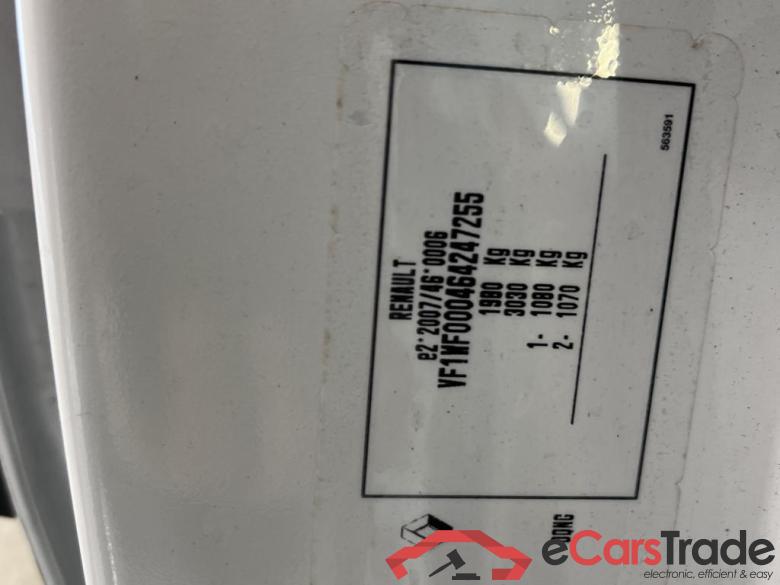 RENAULT
e2*2007/46*0006
VF1WF000464247255
1980 Kg
3030 Kg
1- 1080 Kg
2- 1070 Kg
563591
eCarsTrade
electronic, efficient & easy